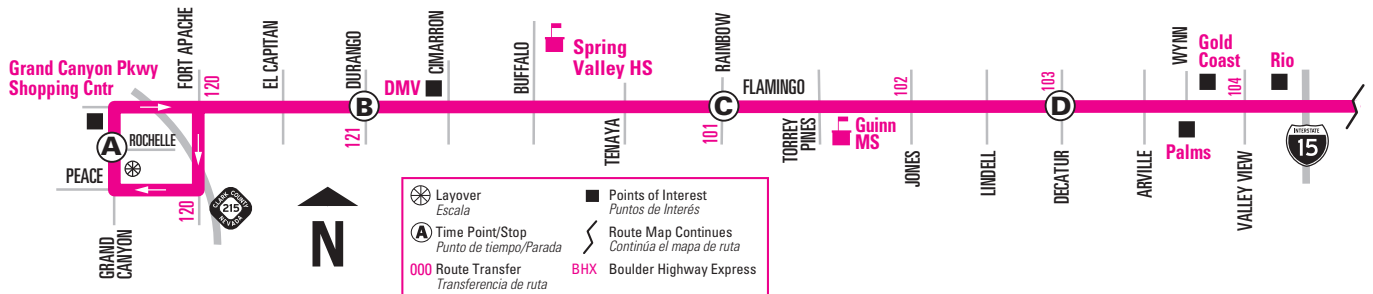 Grand Canyon Pkwy
Shopping Cntr
FORT APACHE
120
EL CAPITAN
DURANGO
DMV
CIMARRON
BUFFALO
Spring
Valley HS
RAINBOW
FLAMINGO
102
103
WYNN
Gold
Coast
104
Rio
A
ROCHELLE
PEACE
GRAND
CANYON
120
CLARK COUNTY
215
NEVADA
B
121
TENAYA
C
101
TORREY
PINES
Guinn
MS
JONES
LINDELL
D
DECATUR
ARVILLE
Palms
VALLEY VIEW
INTERSTATE
15
N
Layover
Escala
A Time Point/Stop
Punto de tiempo/Parada
000 Route Transfer
Transferencia de ruta
Points of Interest
Puntos de Interés
Route Map Continues
Continúa el mapa de ruta
BHX Boulder Highway Express